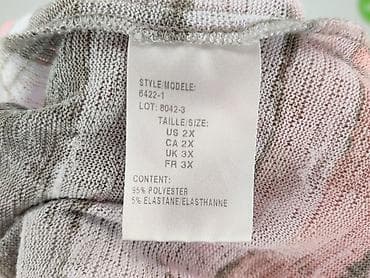 STYLE/MODELE:
6422-1
LOT: 8042-3
TAILLE/SIZE:
US 2X
CA 2X
UK 3X
FR 3X
CONTENT:
95% POLYESTER
5% ELASTANE/ELASTHANNE